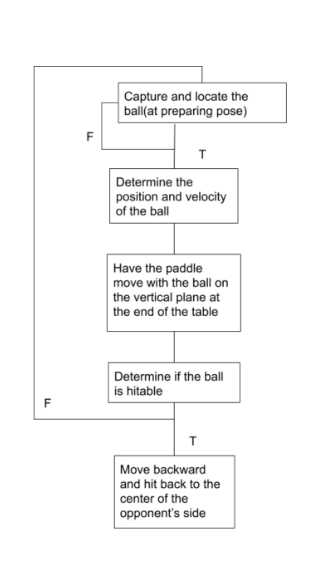 Capture and locate the
ball(at preparing pose)
F
T
Determine the
position and velocity
of the ball
Have the paddle
move with the ball on
the vertical plane at
the end of the table
Determine if the ball
is hitable
F
T
Move backward
and hit back to the
center of the
opponent's side